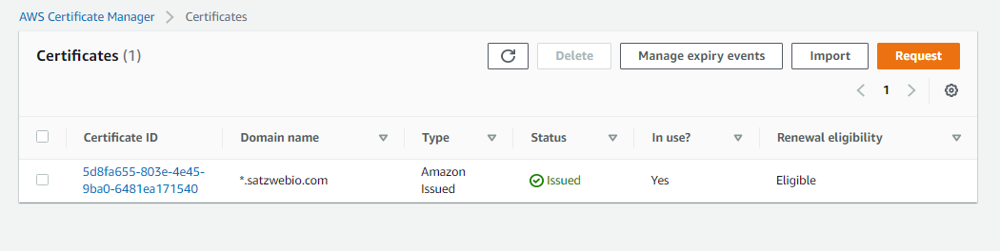 AWS Certificate Manager > Certificates
Certificates (1) Delete Manage expiry events Import Request
1
Certificate ID Domain name Type Status In use? Renewal eligibility
5d8fa655-803e-4e45-
9ba0-6481ea171540 *.satzwebio.com Amazon
Issued Issued Yes Eligible